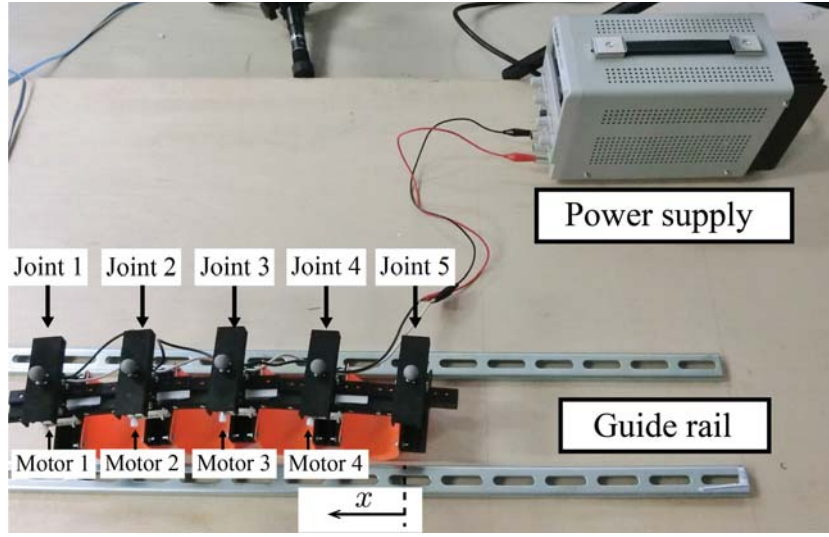 Power supply
Joint 1 Joint 2 Joint 3 Joint 4 Joint 5
Guide rail
Motor 1 Motor 2 Motor 3 Motor 4
x